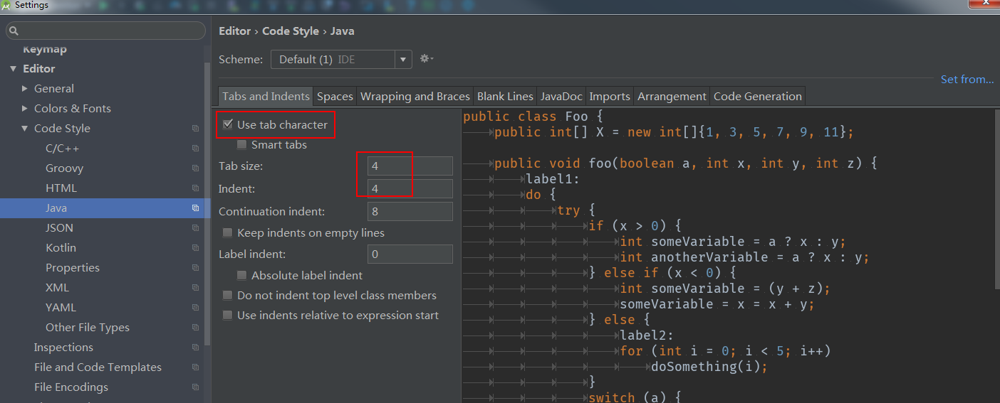 Settings
Keymap
Editor
General
Colors & Fonts
Code Style
C/C++
Groovy
HTML
Java
JSON
Kotlin
Properties
XML
YAML
Other File Types
Inspections
File and Code Templates
File Encodings
Editor › Code Style › Java
Scheme: Default (1) IDE
Set from...
Tabs and Indents Spaces Wrapping and Braces Blank Lines JavaDoc Imports Arrangement Code Generation
Use tab character
Smart tabs
Tab size: 4
Indent: 4
Continuation indent: 8
Keep indents on empty lines
Label indent: 0
Absolute label indent
Do not indent top level class members
Use indents relative to expression start
public class Foo {
public int[] X = new int[]{1, 3, 5, 7, 9, 11};
public void foo(boolean a, int x, int y, int z) {
label1:
do {
try {
if (x > 0) {
int someVariable = a ? x : y;
int anotherVariable = a ? x : y;
} else if (x < 0) {
int someVariable = (y + z);
someVariable = x = x + y;
} else {
label2:
for (int i = 0; i < 5; i++)
doSomething(i);
}
switch (a) {